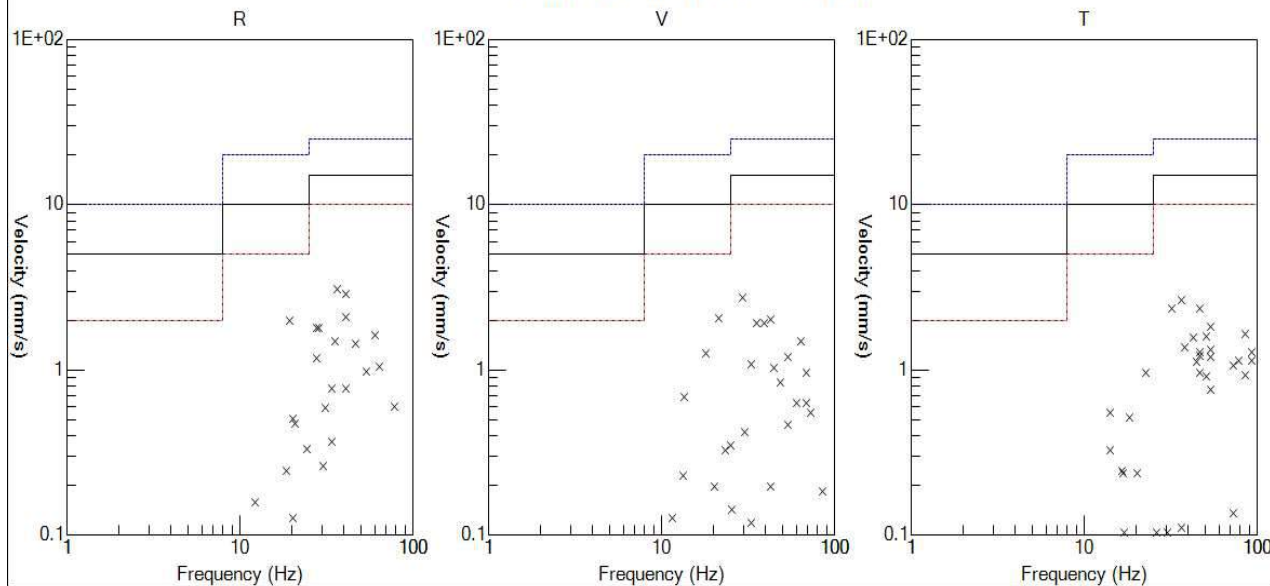 R V T
1E+02 1E+02 1E+02
10 10 10
Velocity (mm/s) Velocity (mm/s) Velocity (mm/s)
1 1 1
0.1 0.1 0.1
1 10 100 1 10 100 1 10 100
Frequency (Hz) Frequency (Hz) Frequency (Hz)